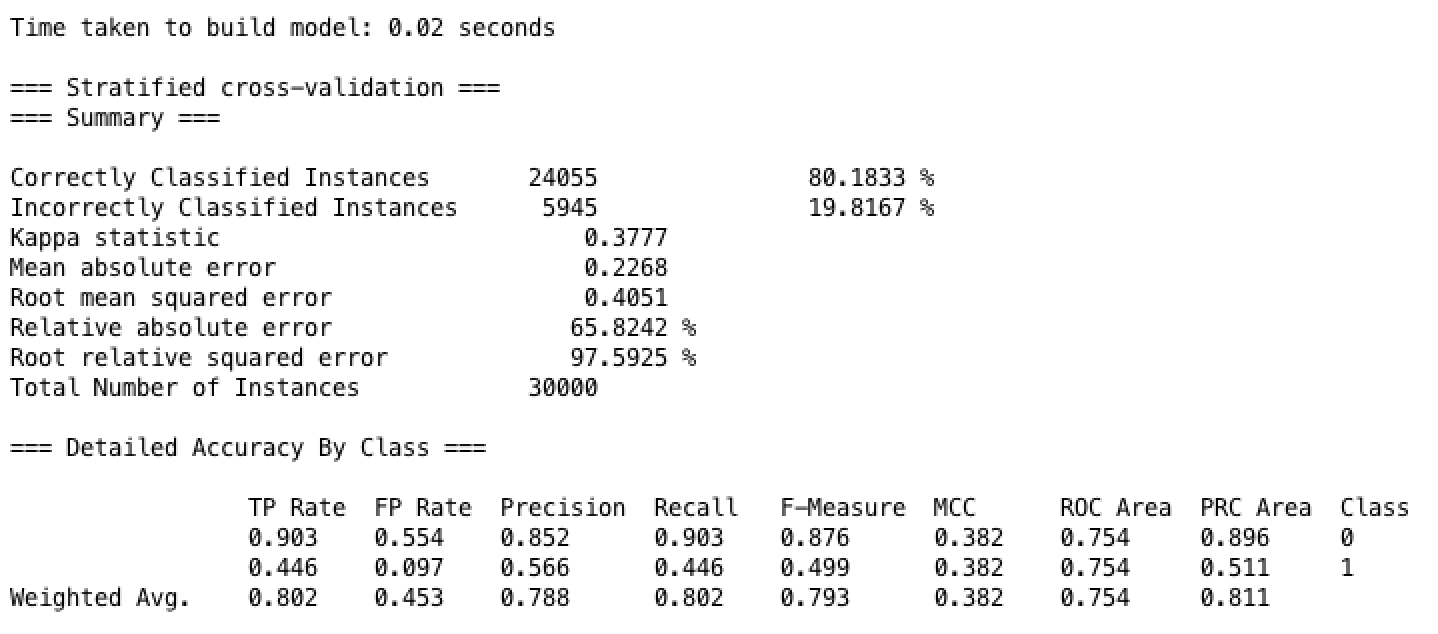 Time taken to build model: 0.02 seconds
=== Stratified cross-validation ===
=== Summary ===
Correctly Classified Instances 24055 80.1833 %
Incorrectly Classified Instances 5945 19.8167 %
Kappa statistic 0.3777
Mean absolute error 0.2268
Root mean squared error 0.4051
Relative absolute error 65.8242 %
Root relative squared error 97.5925 %
Total Number of Instances 30000
=== Detailed Accuracy By Class ===
TP Rate FP Rate Precision Recall F-Measure MCC ROC Area PRC Area Class
0.903 0.554 0.852 0.903 0.876 0.382 0.754 0.896 0
0.446 0.097 0.566 0.446 0.499 0.382 0.754 0.511 1
Weighted Avg. 0.802 0.453 0.788 0.802 0.793 0.382 0.754 0.811